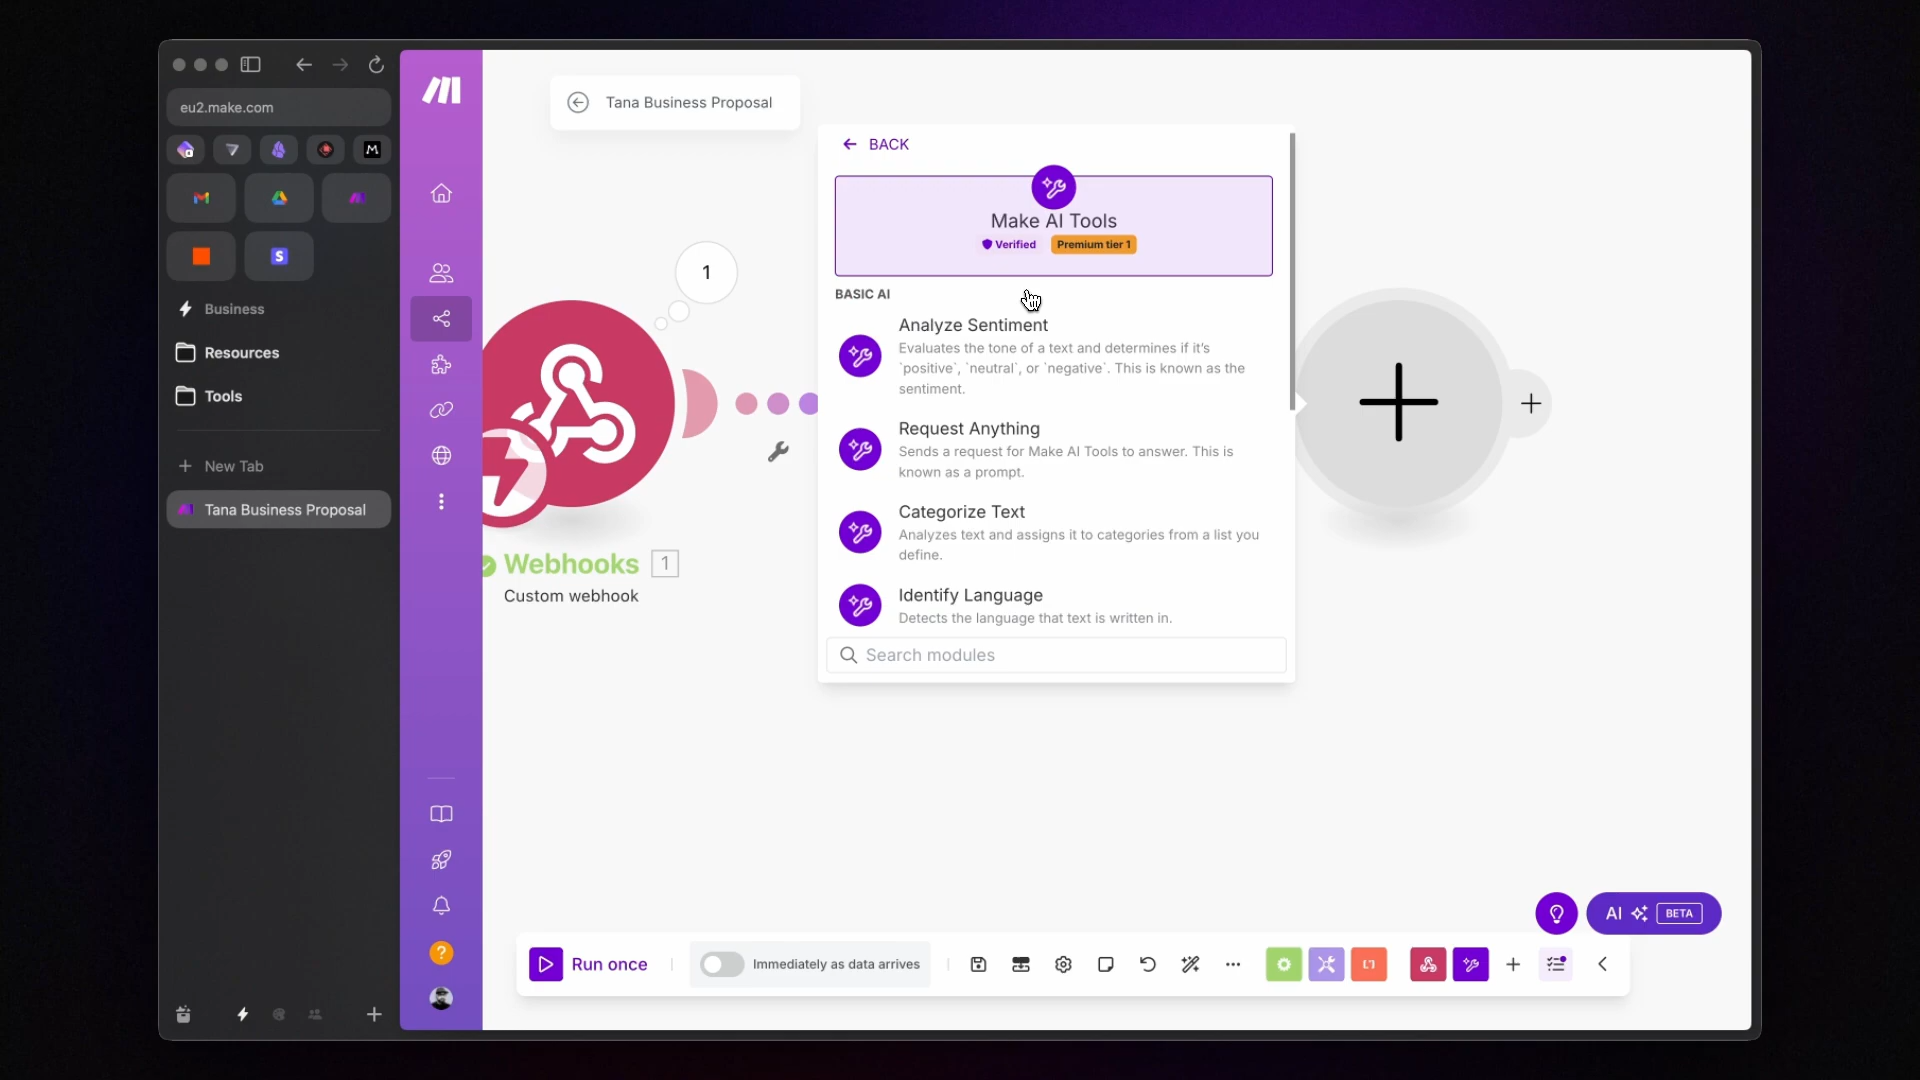 eu2.make.com
M
S
Business
Resources
Tools
New Tab
Tana Business Proposal
?
Tana Business Proposal
1
Webhooks 1
Custom webhook
BACK
Make AI Tools
Verified Premium tier 1
BASIC AI
Analyze Sentiment
Evaluates the tone of a text and determines if it's
`positive`, `neutral`, or `negative`. This is known as the
sentiment.
Request Anything
Sends a request for Make AI Tools to answer. This is
known as a prompt.
Categorize Text
Analyzes text and assigns it to categories from a list you
define.
Identify Language
Detects the language that text is written in.
Search modules
AI BETA
Run once
Immediately as data arrives